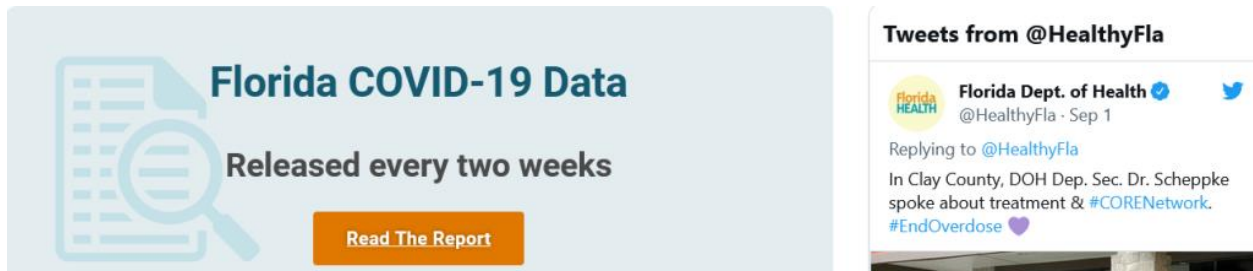 Florida COVID-19 Data
Released every two weeks
Read The Report
Tweets from @HealthyFla
Florida
HEALTH
Florida Dept. of Health
@HealthyFla · Sep 1
Replying to @HealthyFla
In Clay County, DOH Dep. Sec. Dr. Scheppke
spoke about treatment & #CORENetwork.
#EndOverdose 💜